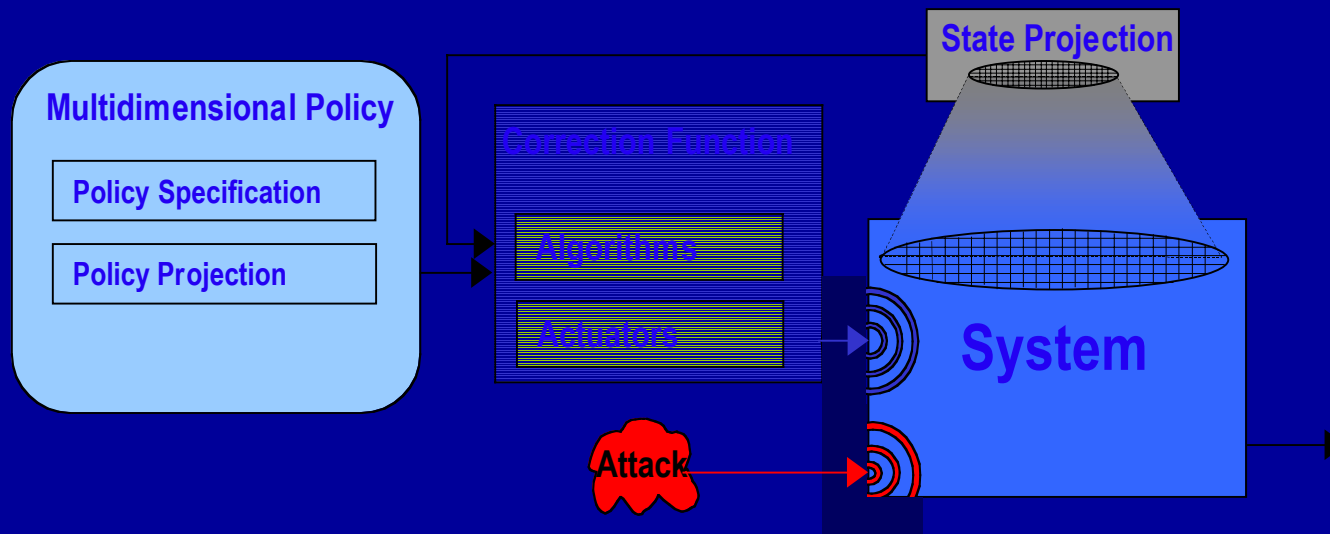 State Projection
Multidimensional Policy
Correction Function
Policy Specification
Algorithms
Policy Projection
Actuators
System
Attack